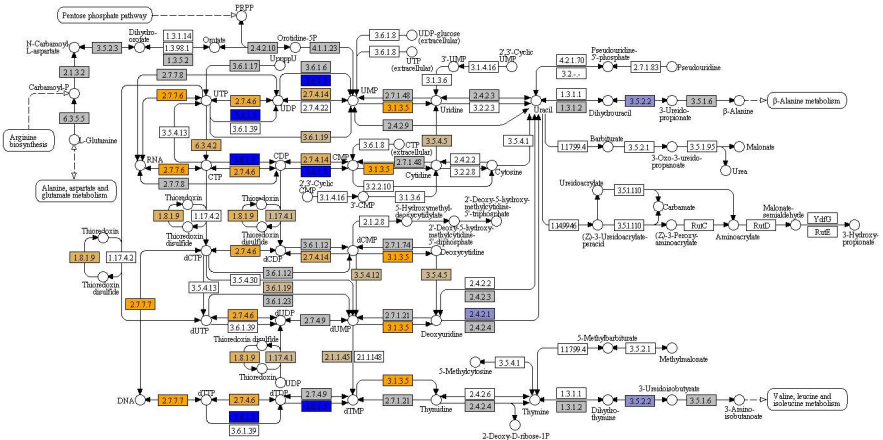 Pentose phosphate pathway
PRPP
N-Carbamoyl-
L-aspartate
3.5.2.3
Dihydro-
orotate
1.3.1.14
1.3.98.1
1.3.5.2
Orotate
2.4.2.10
Orotidine-5P
4.1.1.23
3.6.1.8
UDP-glucose
(extracellular)
3.6.1.8
UTP
(extracellular)
2.1.3.2
Carbamoyl-P
6.3.5.5
L-Glutamine
Arginine
biosynthesis
Alanine, aspartate and
glutamate metabolism
2.7.7.8
3.6.1.17
UppppU
3.6.1.6
2.7.7.6
UTP
2.7.4.6
3.6.1.39
UDP
2.7.4.14
2.7.4.22
UMP
3.6.1.19
3.5.4.13
6.3.4.2
3'-UMP
3.1.4.16
2',3'-Cyclic
UMP
3.1.3.6
2.7.1.48
3.1.3.5
Uridine
2.4.2.3
3.2.2.3
2.4.2.9
Uracil
4.2.1.70
3.2.-.-
Pseudouridine-
5'-phosphate
2.7.1.83
Pseudouridine
1.3.1.1
1.3.1.2
Dihydrouracil
3.5.2.2
3-Ureido-
propionate
3.5.1.6
β-Alanine
β-Alanine metabolism
RNA
2.7.7.6
2.7.7.8
CTP
2.7.4.6
CDP
2.7.4.14
CMP
3.6.1.8
CTP
(extracellular)
3.5.4.5
3.1.3.5
2.7.1.48
Cytidine
2.4.2.2
3.2.2.8
Cytosine
3.5.4.1
3.2.2.10
2',3'-Cyclic
CMP
3.1.4.16
3'-CMP
3.1.3.6
1.17.99.4
Barbiturate
3.5.2.1
3-Oxo-3-ureido-
propanoate
3.5.1.95
Malonate
Urea
Thioredoxin
1.8.1.9
1.17.4.2
Thioredoxin
disulfide
Thioredoxin
1.8.1.9
1.17.4.1
Thioredoxin
disulfide
Thioredoxin
1.8.1.9
1.17.4.2
Thioredoxin
disulfide
5-Hydroxymethyl-
deoxycytidylate
2'-Deoxy-5-hydroxy-
methylcytidine-
5'-triphosphate
2.1.2.8
2'-Deoxy-5-hydroxy-
methylcytidine-
5'-diphosphate
dCTP
2.7.4.6
dCDP
3.6.1.12
2.7.4.14
dCMP
2.7.1.74
3.1.3.5
Deoxycytidine
3.6.1.12
3.5.4.30
3.5.4.13
3.6.1.19
3.6.1.23
3.5.4.12
3.5.4.5
1.14.99.46
(Z)-3-Ureidoacrylate
peracid
Ureidoacrylate
3.5.1.110
3.5.1.110
Carbamate
(Z)-3-Peroxy-
aminoacrylate
RutC
Aminoacrylate
RutD
Malonate-
semialdehyde
YdfG
RutE
3-Hydroxy-
propionate
2.7.7.7
dUTP
2.7.4.6
3.6.1.39
dUDP
2.7.4.9
dUMP
2.7.1.21
3.1.3.5
Deoxyuridine
2.4.2.2
2.4.2.3
2.4.2.1
2.4.2.4
Thioredoxin disulfide
1.8.1.9
1.17.4.1
Thioredoxin
UDP
2.1.1.45
2.1.1.148
5-Methylcytosine
3.5.4.1
1.17.99.4
5-Methylbarbiturate
3.5.2.1
Methylmalonate
DNA
2.7.7.7
dTTP
2.7.4.6
3.6.1.39
dTDP
2.7.4.9
dTMP
3.1.3.5
2.7.1.21
Thymidine
2.4.2.6
2.4.2.4
2-Deoxy-D-ribose-1P
Thymine
1.3.1.1
1.3.1.2
Dihydro-
thymine
3.5.2.2
3-Ureidoisobutyrate
3.5.1.6
3-Amino-
isobutanoate
Valine, leucine and
isoleucine metabolism